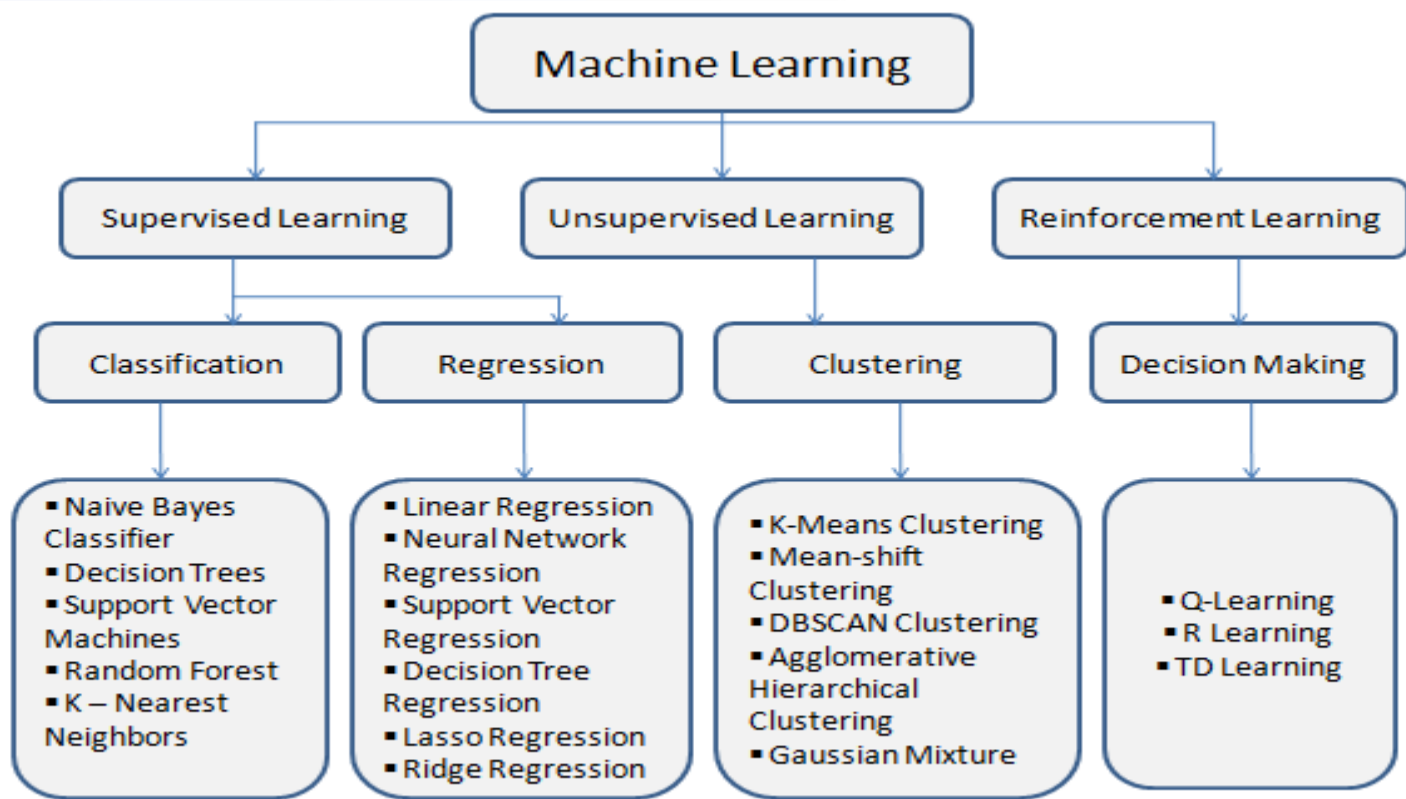 Machine Learning
Supervised Learning
Unsupervised Learning
Reinforcement Learning
Classification
Regression
Clustering
Decision Making
▪ Naive Bayes
Classifier
▪ Decision Trees
▪ Support Vector
Machines
▪ Random Forest
▪ K – Nearest
Neighbors
▪ Linear Regression
▪ Neural Network
Regression
▪ Support Vector
Regression
▪ Decision Tree
Regression
▪ Lasso Regression
▪ Ridge Regression
▪ K-Means Clustering
▪ Mean-shift
Clustering
▪ DBSCAN Clustering
▪ Agglomerative
Hierarchical
Clustering
▪ Gaussian Mixture
▪ Q-Learning
▪ R Learning
▪ TD Learning